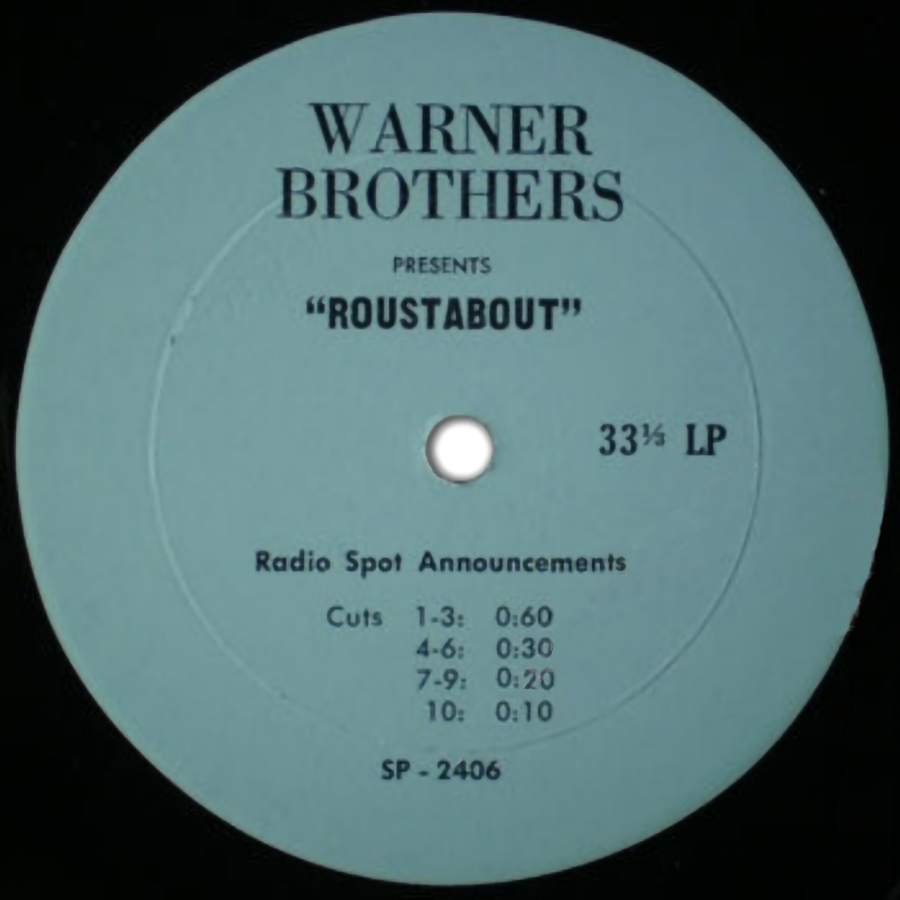 WARNER
BROTHERS
PRESENTS
“ROUSTABOUT”
33⅓ LP
Radio Spot Announcements
Cuts 1-3: 0:60
4-6: 0:30
7-9: 0:20
10: 0:10
SP - 2406